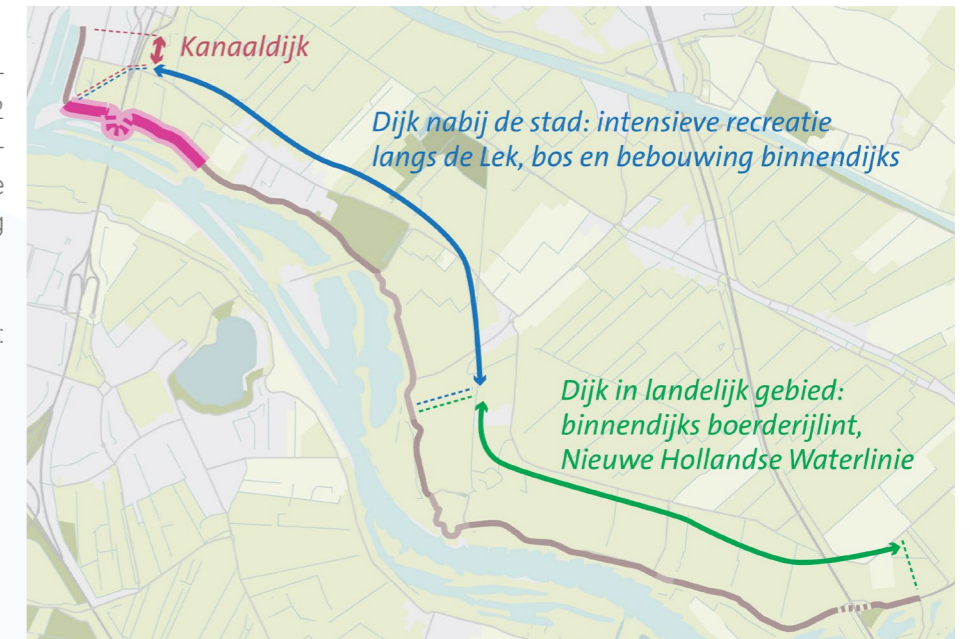 Kanaaldijk
Dijk nabij de stad: intensieve recreatie
langs de Lek, bos en bebouwing binnendijks
Dijk in landelijk gebied:
binnendijks boerderijlint,
Nieuwe Hollandse Waterlinie